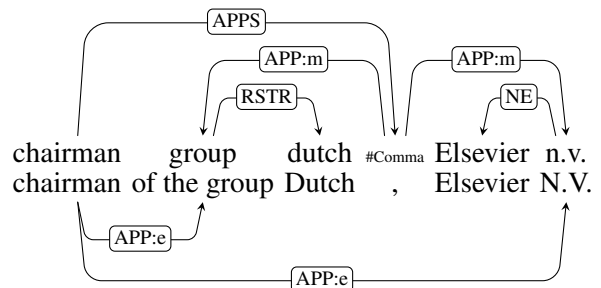 APPS
APP:m APP:m
RSTR NE
chairman group dutch #Comma Elsevier n.v.
chairman of the group Dutch , Elsevier N.V.
APP:e
APP:e